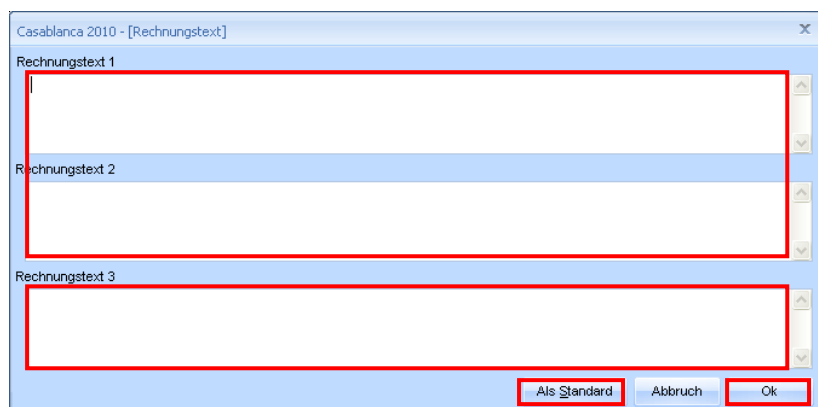 Casablanca 2010 - [Rechnungstext]
Rechnungstext 1
Rechnungstext 2
Rechnungstext 3
Als Standard Abbruch Ok